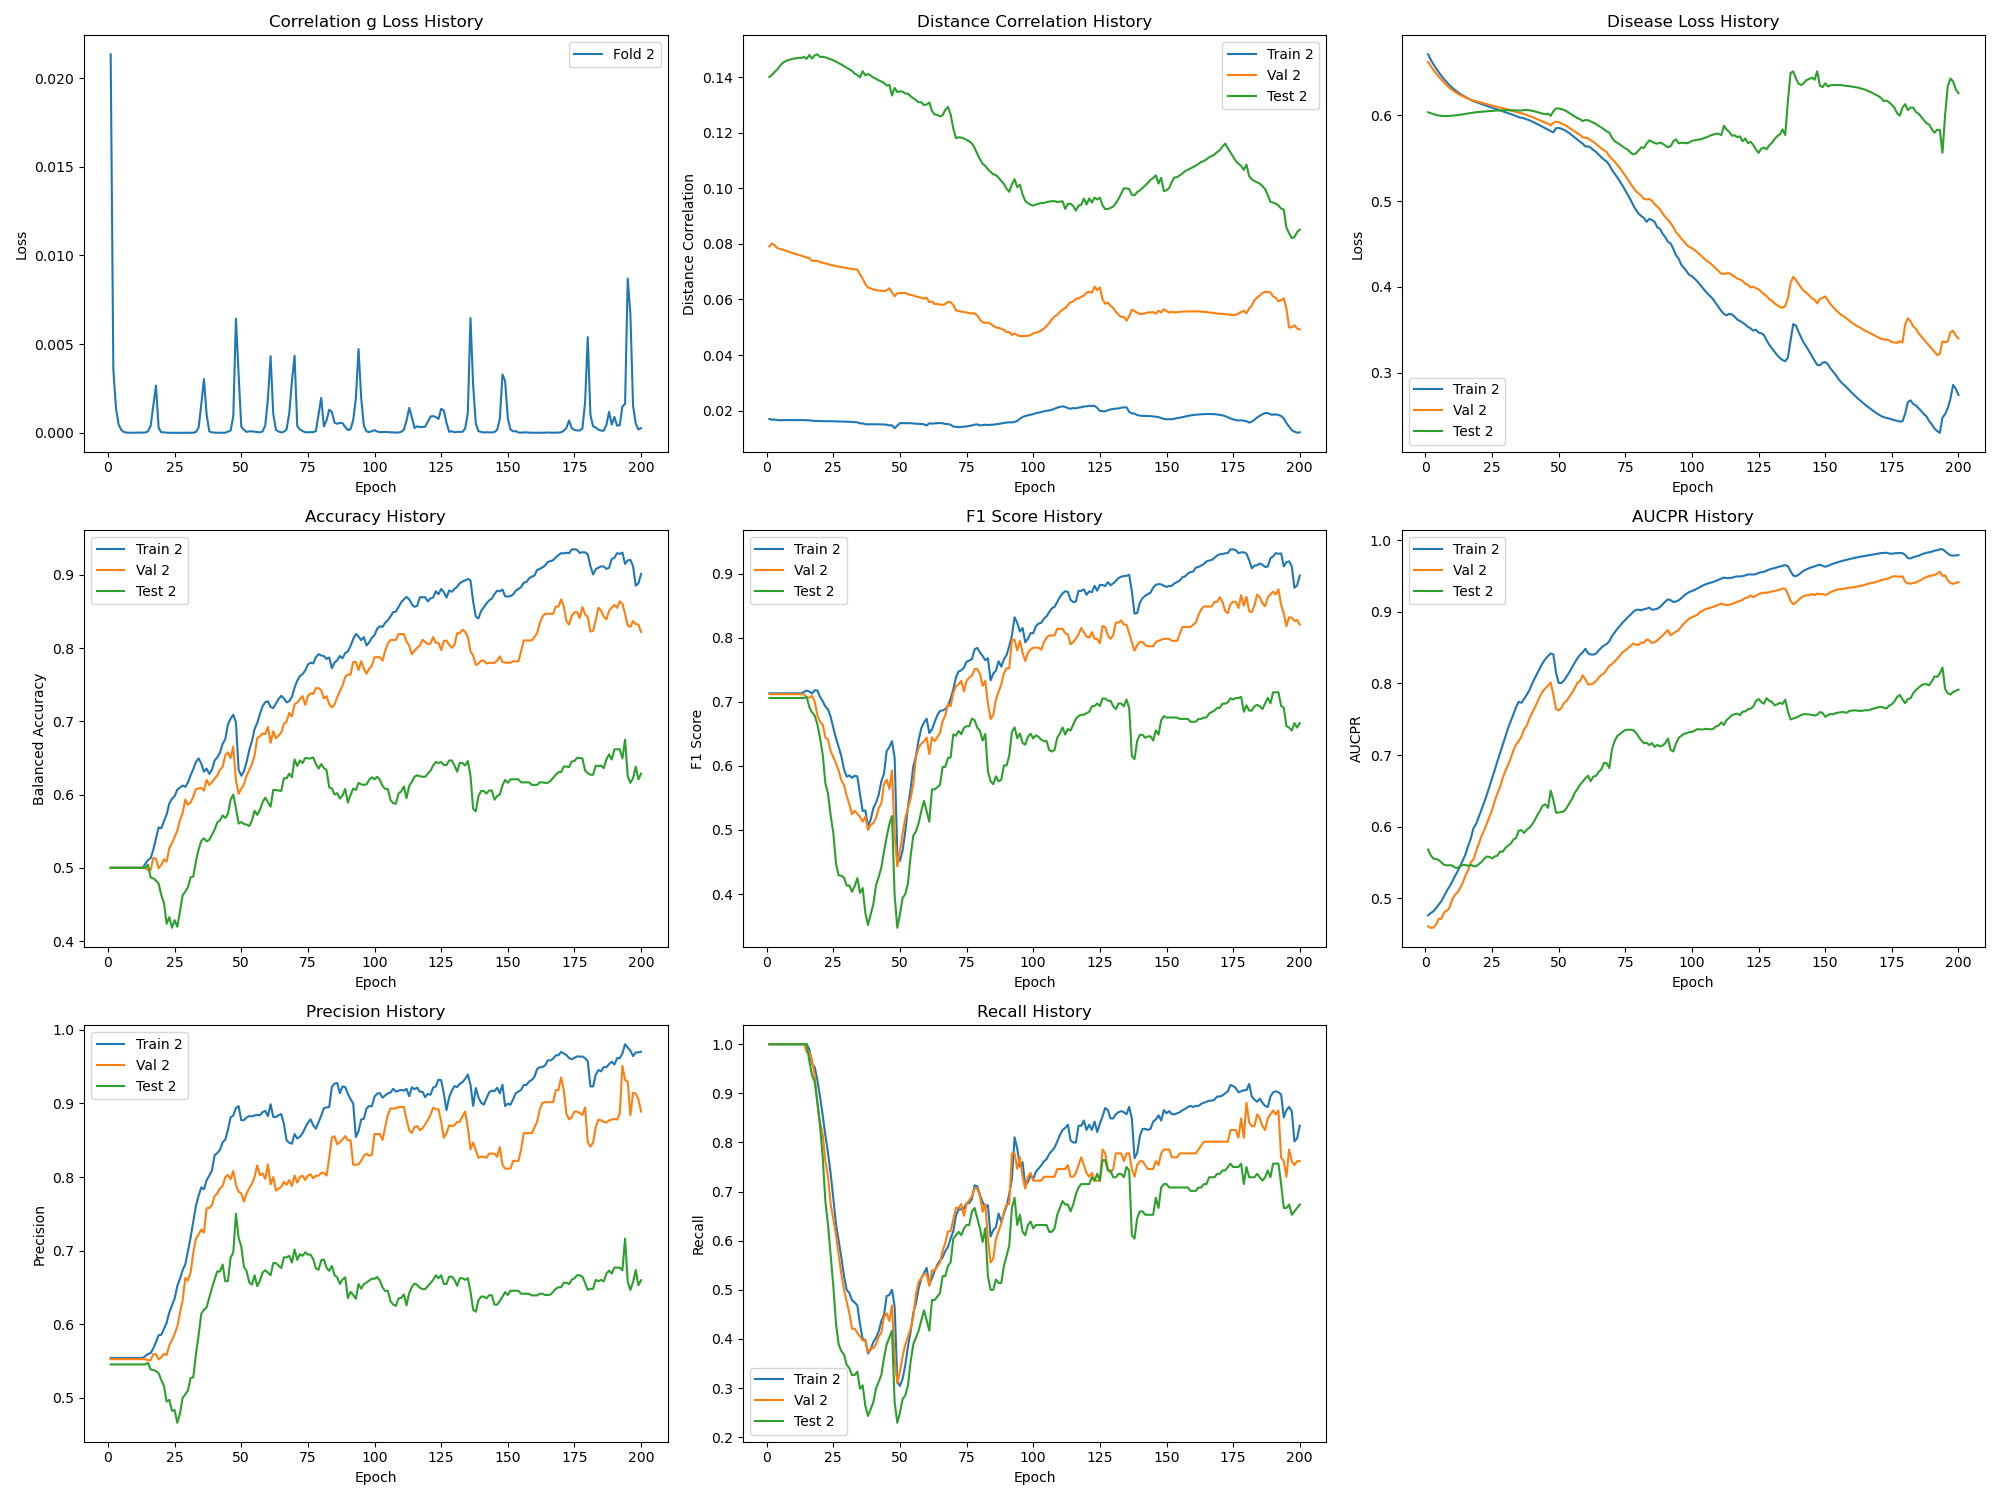 Correlation g Loss History
Fold 2
0.020
0.015
0.010
0.005
0.000
Loss
0 25 50 75 100 125 150 175 200
Epoch
Distance Correlation History
Train 2
Val 2
Test 2
0.14
0.12
0.10
0.08
0.06
0.04
0.02
Distance Correlation
0 25 50 75 100 125 150 175 200
Epoch
Disease Loss History
0.6
0.5
0.4
0.3
Loss
Train 2
Val 2
Test 2
0 25 50 75 100 125 150 175 200
Epoch
Accuracy History
Train 2
Val 2
Test 2
0.9
0.8
0.7
0.6
0.5
0.4
Balanced Accuracy
0 25 50 75 100 125 150 175 200
Epoch
F1 Score History
Train 2
Val 2
Test 2
0.9
0.8
0.7
0.6
0.5
0.4
F1 Score
0 25 50 75 100 125 150 175 200
Epoch
AUCPR History
Train 2
Val 2
Test 2
1.0
0.9
0.8
0.7
0.6
0.5
AUCPR
0 25 50 75 100 125 150 175 200
Epoch
Precision History
Train 2
Val 2
Test 2
1.0
0.9
0.8
0.7
0.6
0.5
Precision
0 25 50 75 100 125 150 175 200
Epoch
Recall History
1.0
0.9
0.8
0.7
0.6
0.5
0.4
0.3
0.2
Recall
Train 2
Val 2
Test 2
0 25 50 75 100 125 150 175 200
Epoch